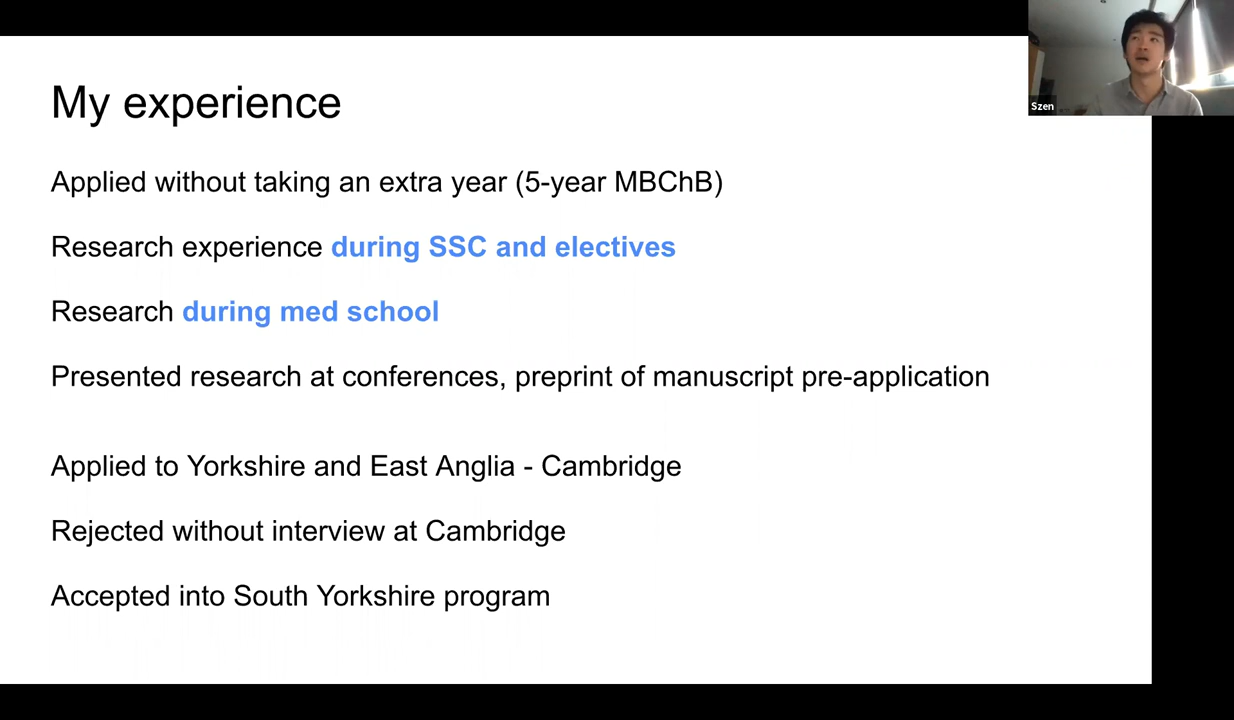 My experience
Szen
Applied without taking an extra year (5-year MBChB)
Research experience during SSC and electives
Research during med school
Presented research at conferences, preprint of manuscript pre-application
Applied to Yorkshire and East Anglia - Cambridge
Rejected without interview at Cambridge
Accepted into South Yorkshire program